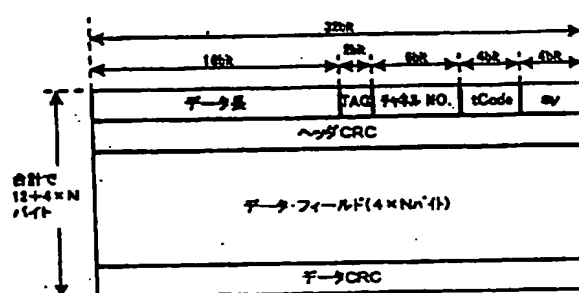 32bit
16bit 2bit 6bit 4bit 4bit
データ長 TAG チャネル NO. tCode sy
ヘッダCRC
合計で
12+4×N
バイト
データ・フィールド(4×Nバイト)
データCRC